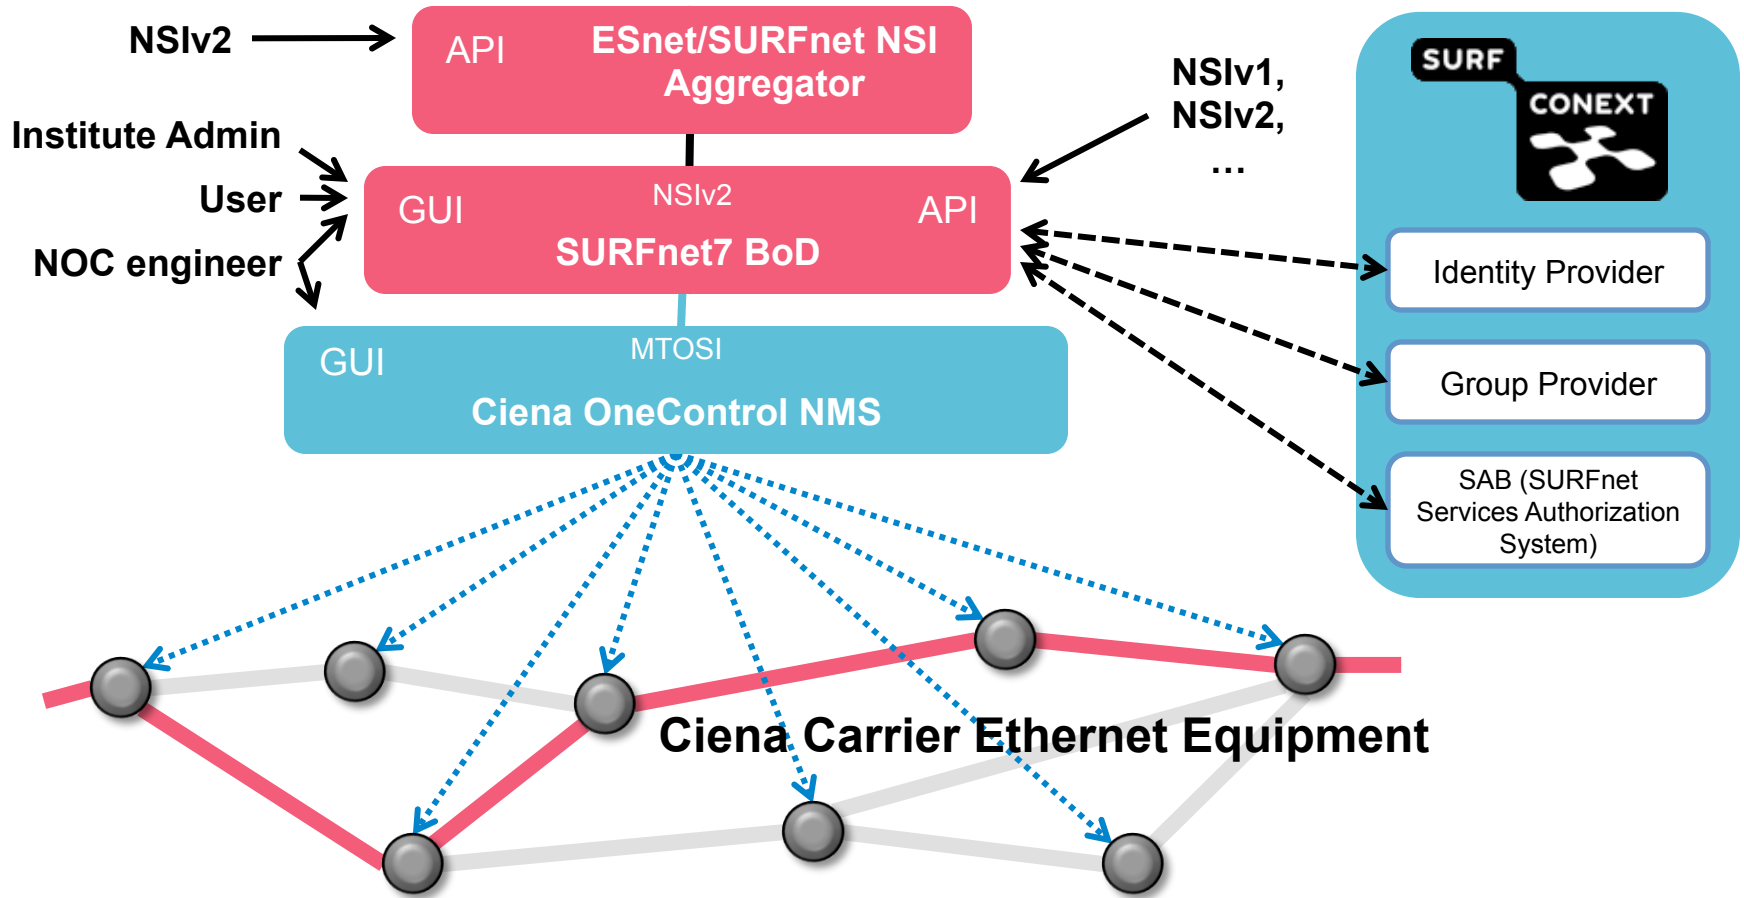 NSIv2
API
ESnet/SURFnet NSI
Aggregator
NSIv1,
NSIv2,
...
Institute Admin
User
NOC engineer
GUI
NSIv2
API
SURFnet7 BoD
GUI
MTOSI
Ciena OneControl NMS
SURF
CONEXT
Identity Provider
Group Provider
SAB (SURFnet
Services Authorization
System)
Ciena Carrier Ethernet Equipment